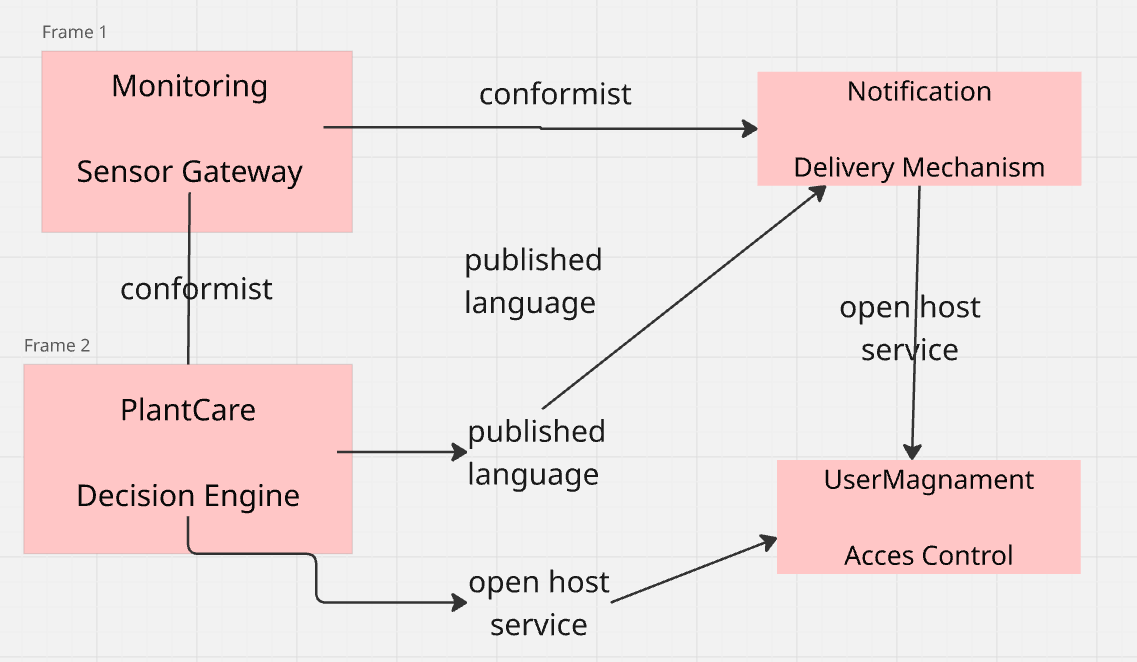 Frame 1
Monitoring
Sensor Gateway
conformist
Notification
Delivery Mechanism
conformist
published
language
open host
service
Frame 2
PlantCare
Decision Engine
published
language
UserMagnament
Acces Control
open host
service